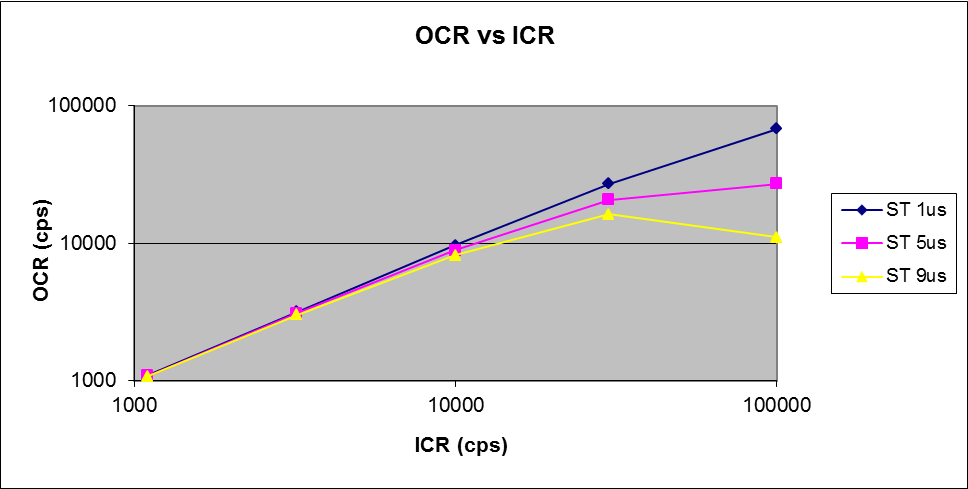 OCR vs ICR
100000
10000
1000
OCR (cps)
1000 10000 100000
ICR (cps)
ST 1us
ST 5us
ST 9us